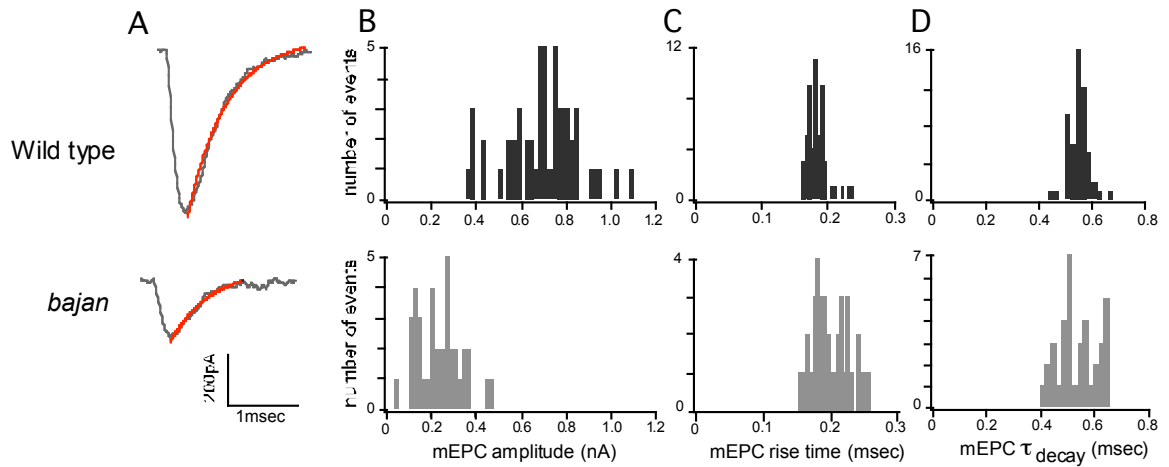 A B C D
Wild type
bajan
200pA
1msec
number of events
5
0
0 0.2 0.4 0.6 0.8 1.0 1.2
12
0
0 0.1 0.2 0.3
16
0
0 0.2 0.4 0.6 0.8
number of events
5
0
0 0.2 0.4 0.6 0.8 1.0 1.2
mEPC amplitude (nA)
4
2
0
0 0.1 0.2 0.3
mEPC rise time (msec)
7
0
0 0.2 0.4 0.6 0.8
mEPC τ decay (msec)